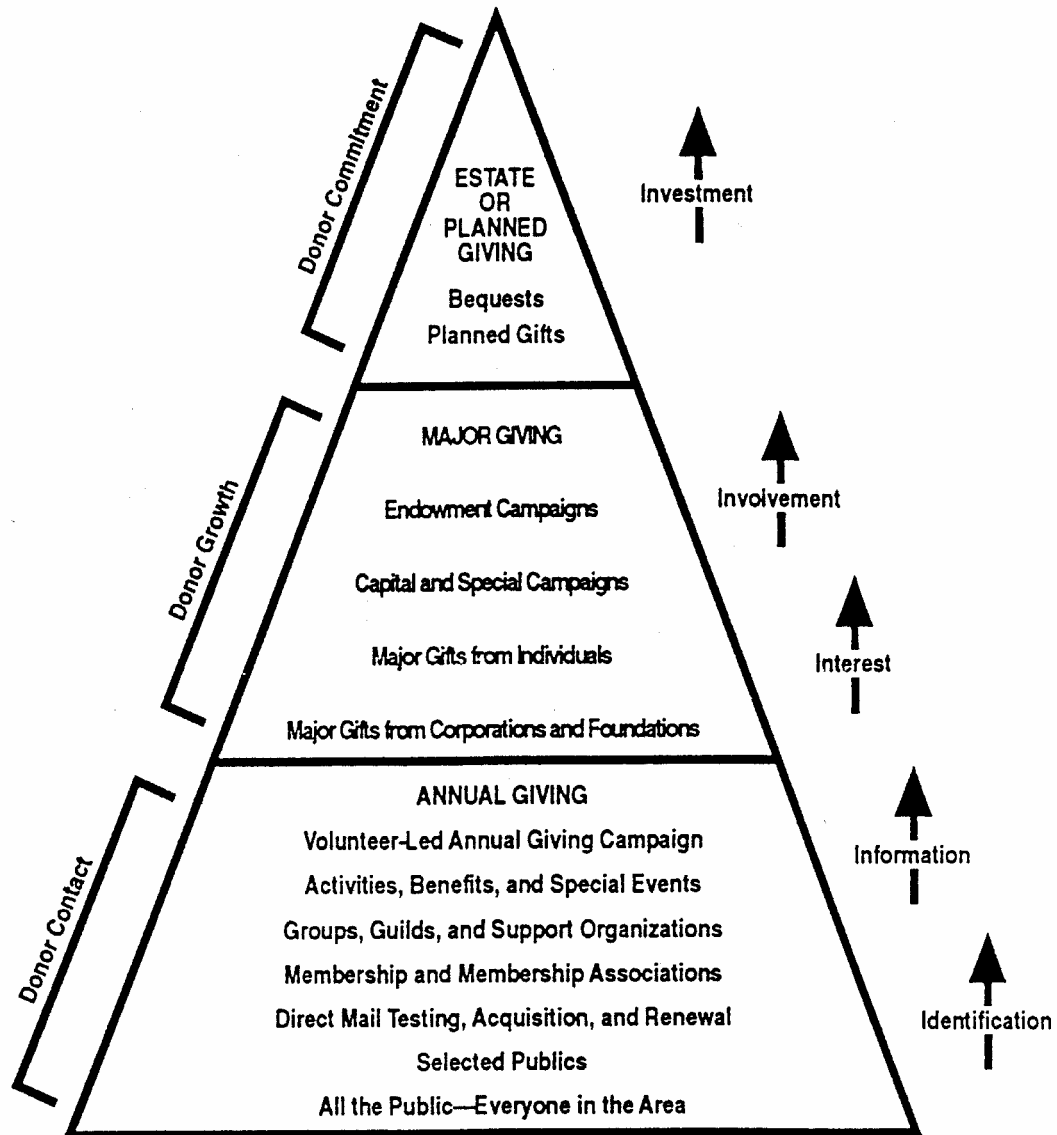 Donor Commitment
ESTATE
OR
PLANNED
GIVING
Bequests
Planned Gifts
Investment
Donor Growth
MAJOR GIVING
Endowment Campaigns
Capital and Special Campaigns
Major Gifts from Individuals
Major Gifts from Corporations and Foundations
Involvement
Interest
Donor Contact
ANNUAL GIVING
Volunteer-Led Annual Giving Campaign
Activities, Benefits, and Special Events
Groups, Guilds, and Support Organizations
Membership and Membership Associations
Direct Mail Testing, Acquisition, and Renewal
Selected Publics
All the Public—Everyone in the Area
Information
Identification